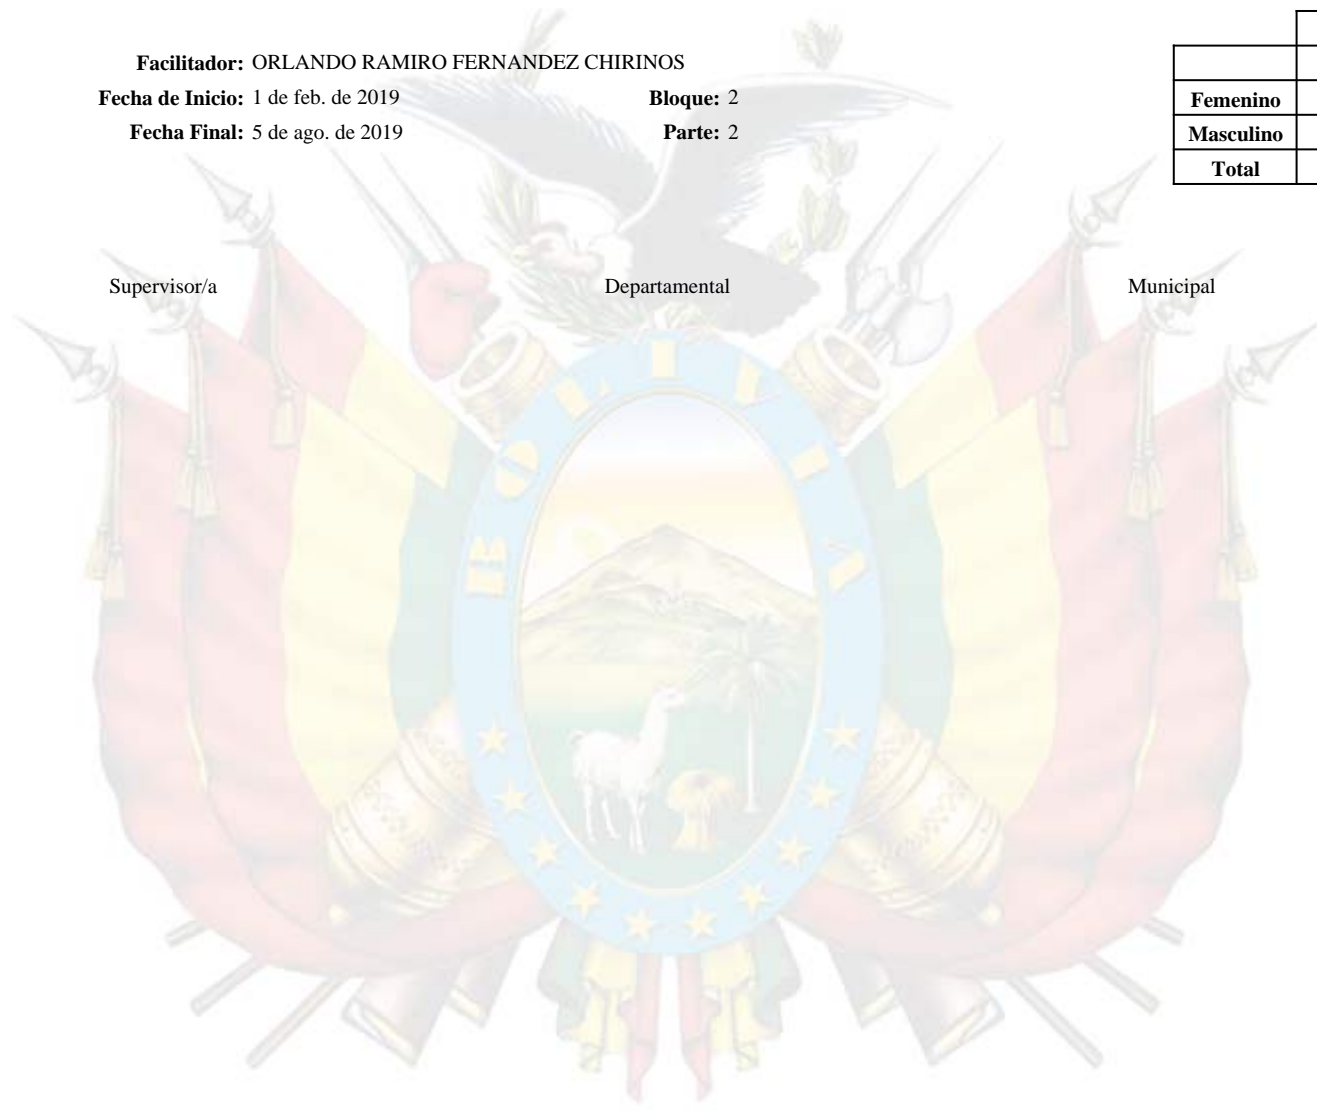 Facilitador: ORLANDO RAMIRO FERNANDEZ CHIRINOS
Fecha de Inicio: 1 de feb. de 2019 Bloque: 2
Fecha Final: 5 de ago. de 2019 Parte: 2
Femenino
Masculino
Total
Supervisor/a Departamental Municipal
BOLIVIA